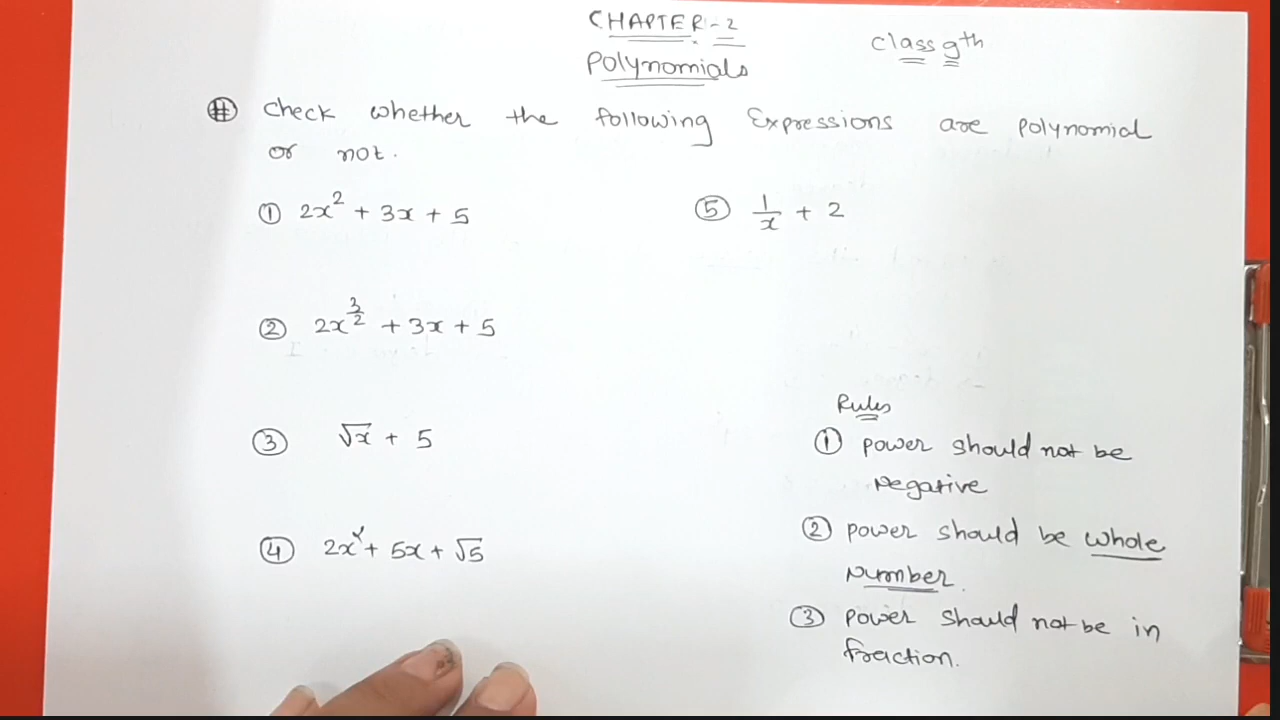 CHAPTER-2
Polynomials
Class 9th
# Check whether the following Expressions are polynomial
or not.
① 2x² + 3x + 5
② 2x^(3/2) + 3x + 5
③ √x + 5
④ 2x² + 5x + √5
⑤ 1/x + 2
Rules
① power should not be
Negative
② power should be whole
Number.
③ power should not be in
fraction.